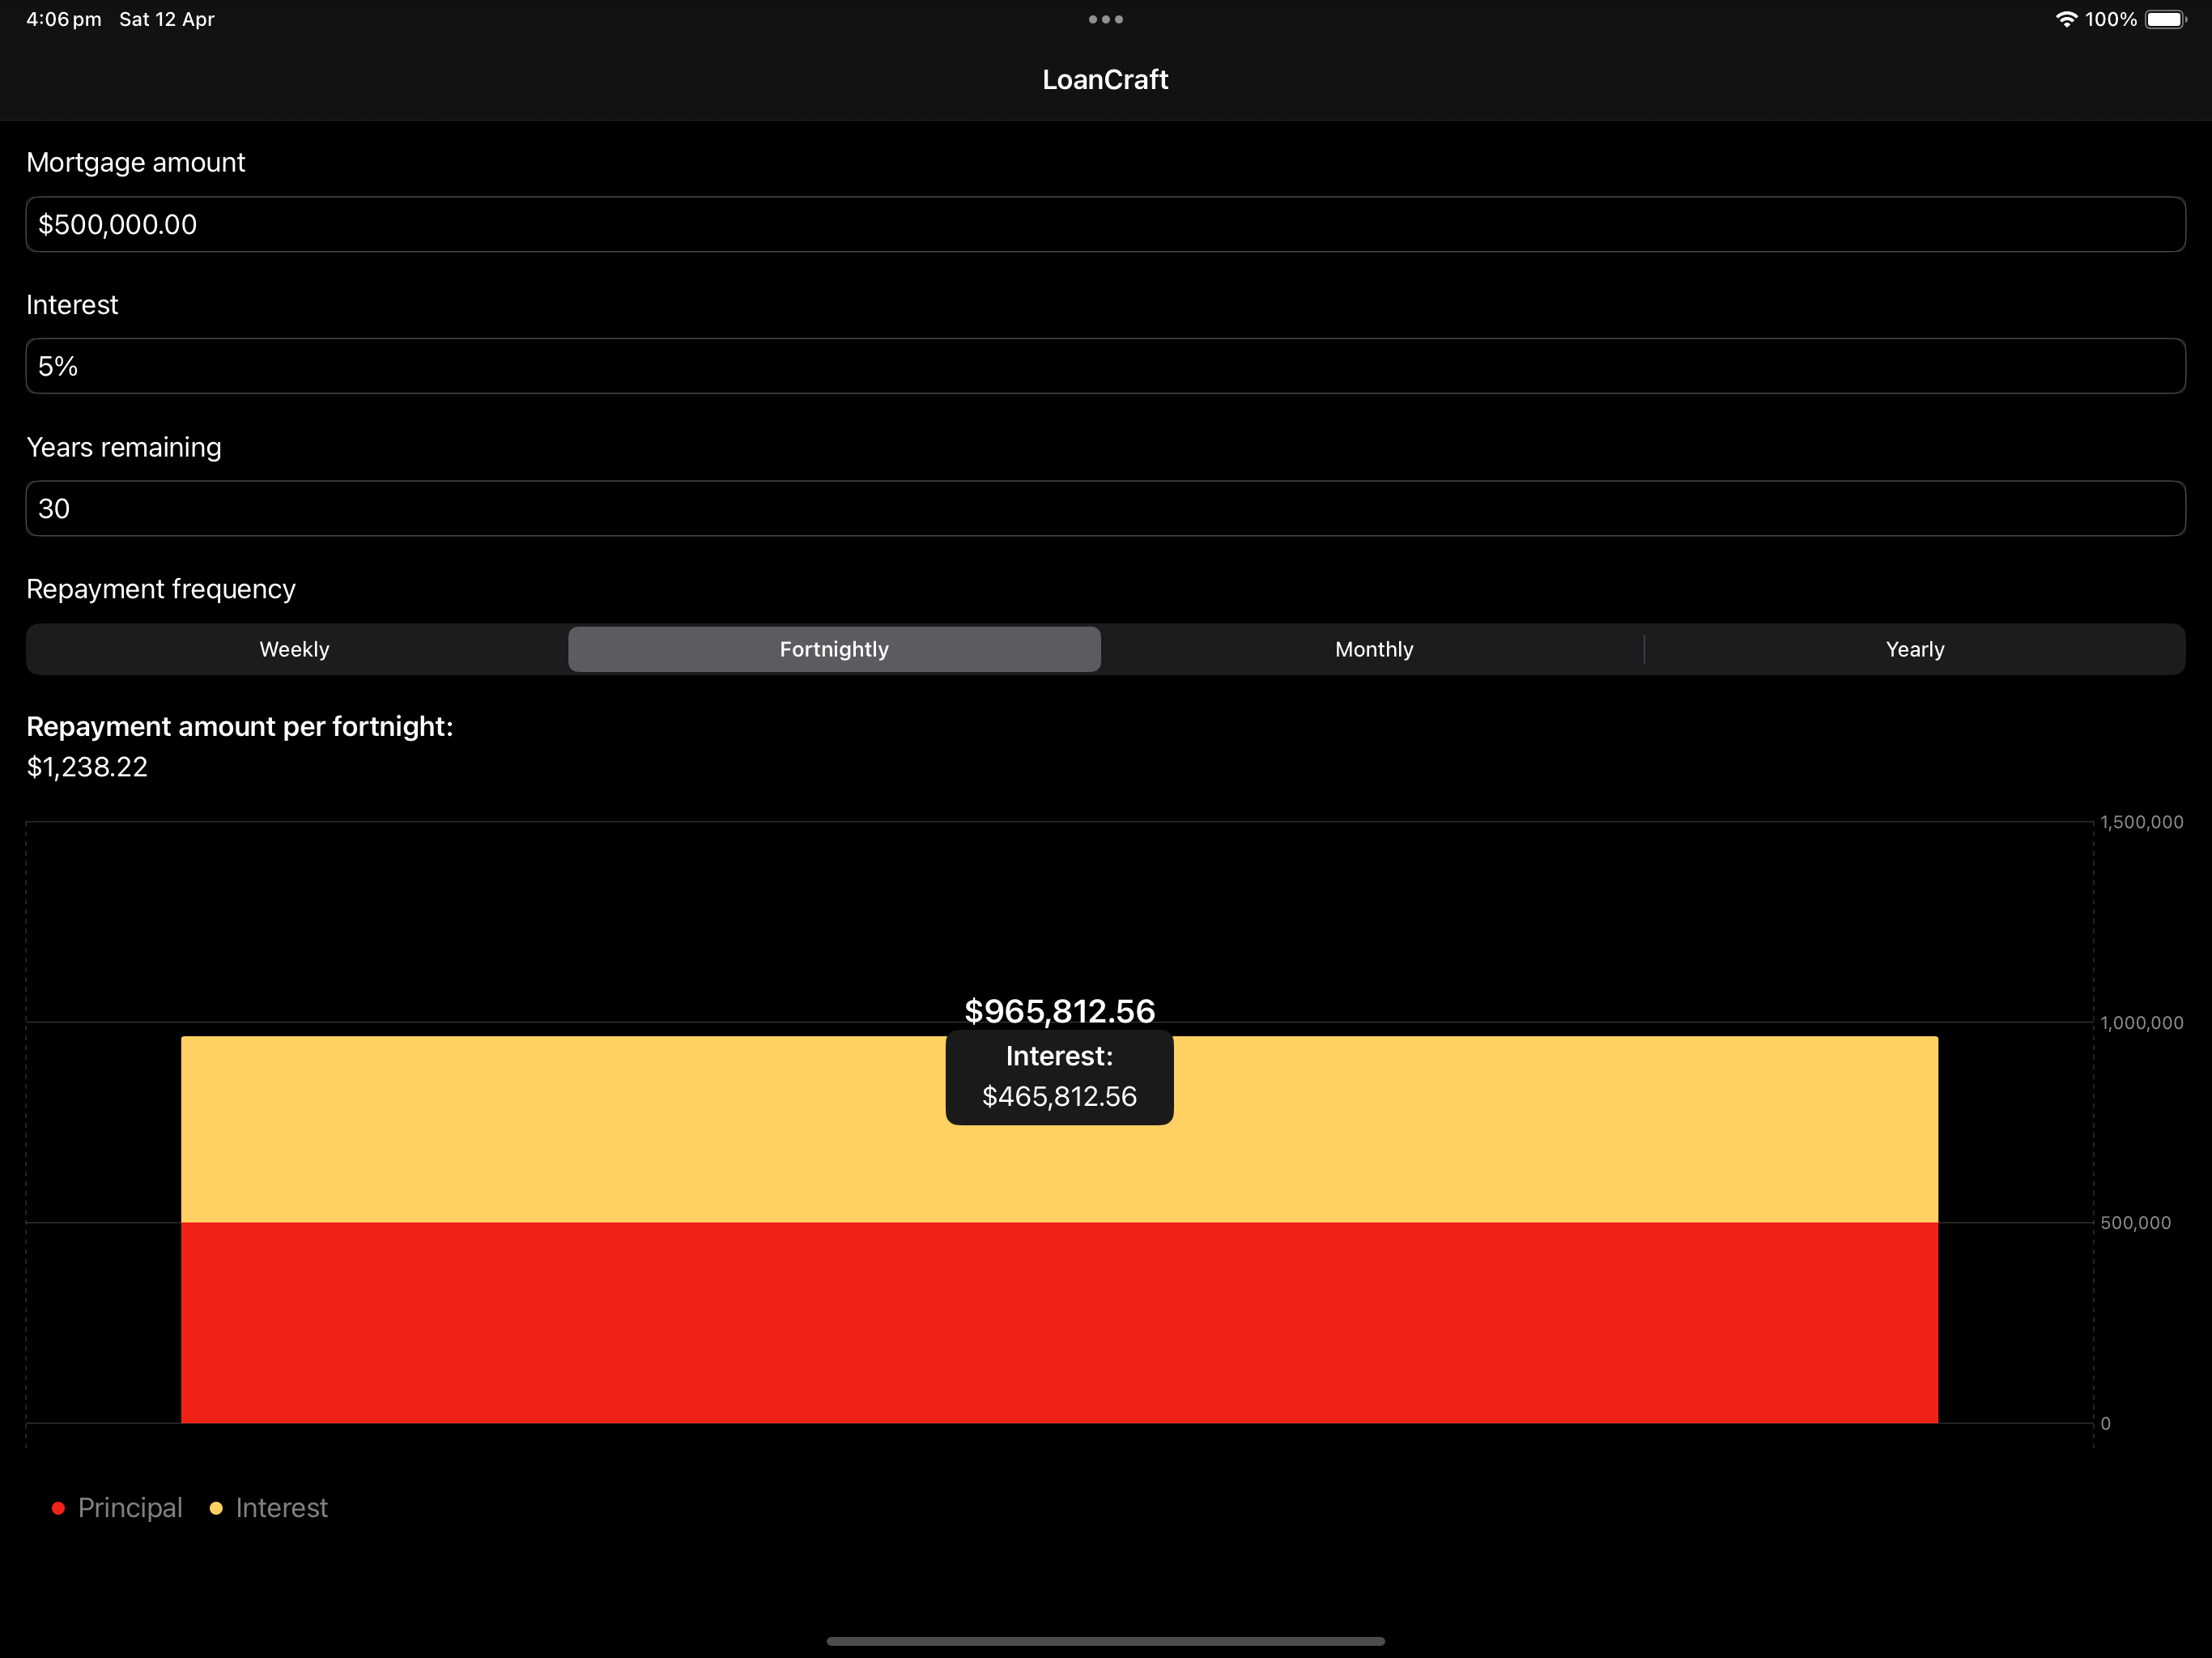 4:06 pm Sat 12 Apr
100%
LoanCraft
Mortgage amount
$500,000.00
Interest
5%
Years remaining
30
Repayment frequency
Weekly Fortnightly Monthly Yearly
Repayment amount per fortnight:
$1,238.22
1,500,000
$965,812.56
1,000,000
Interest:
$465,812.56
500,000
0
Principal Interest